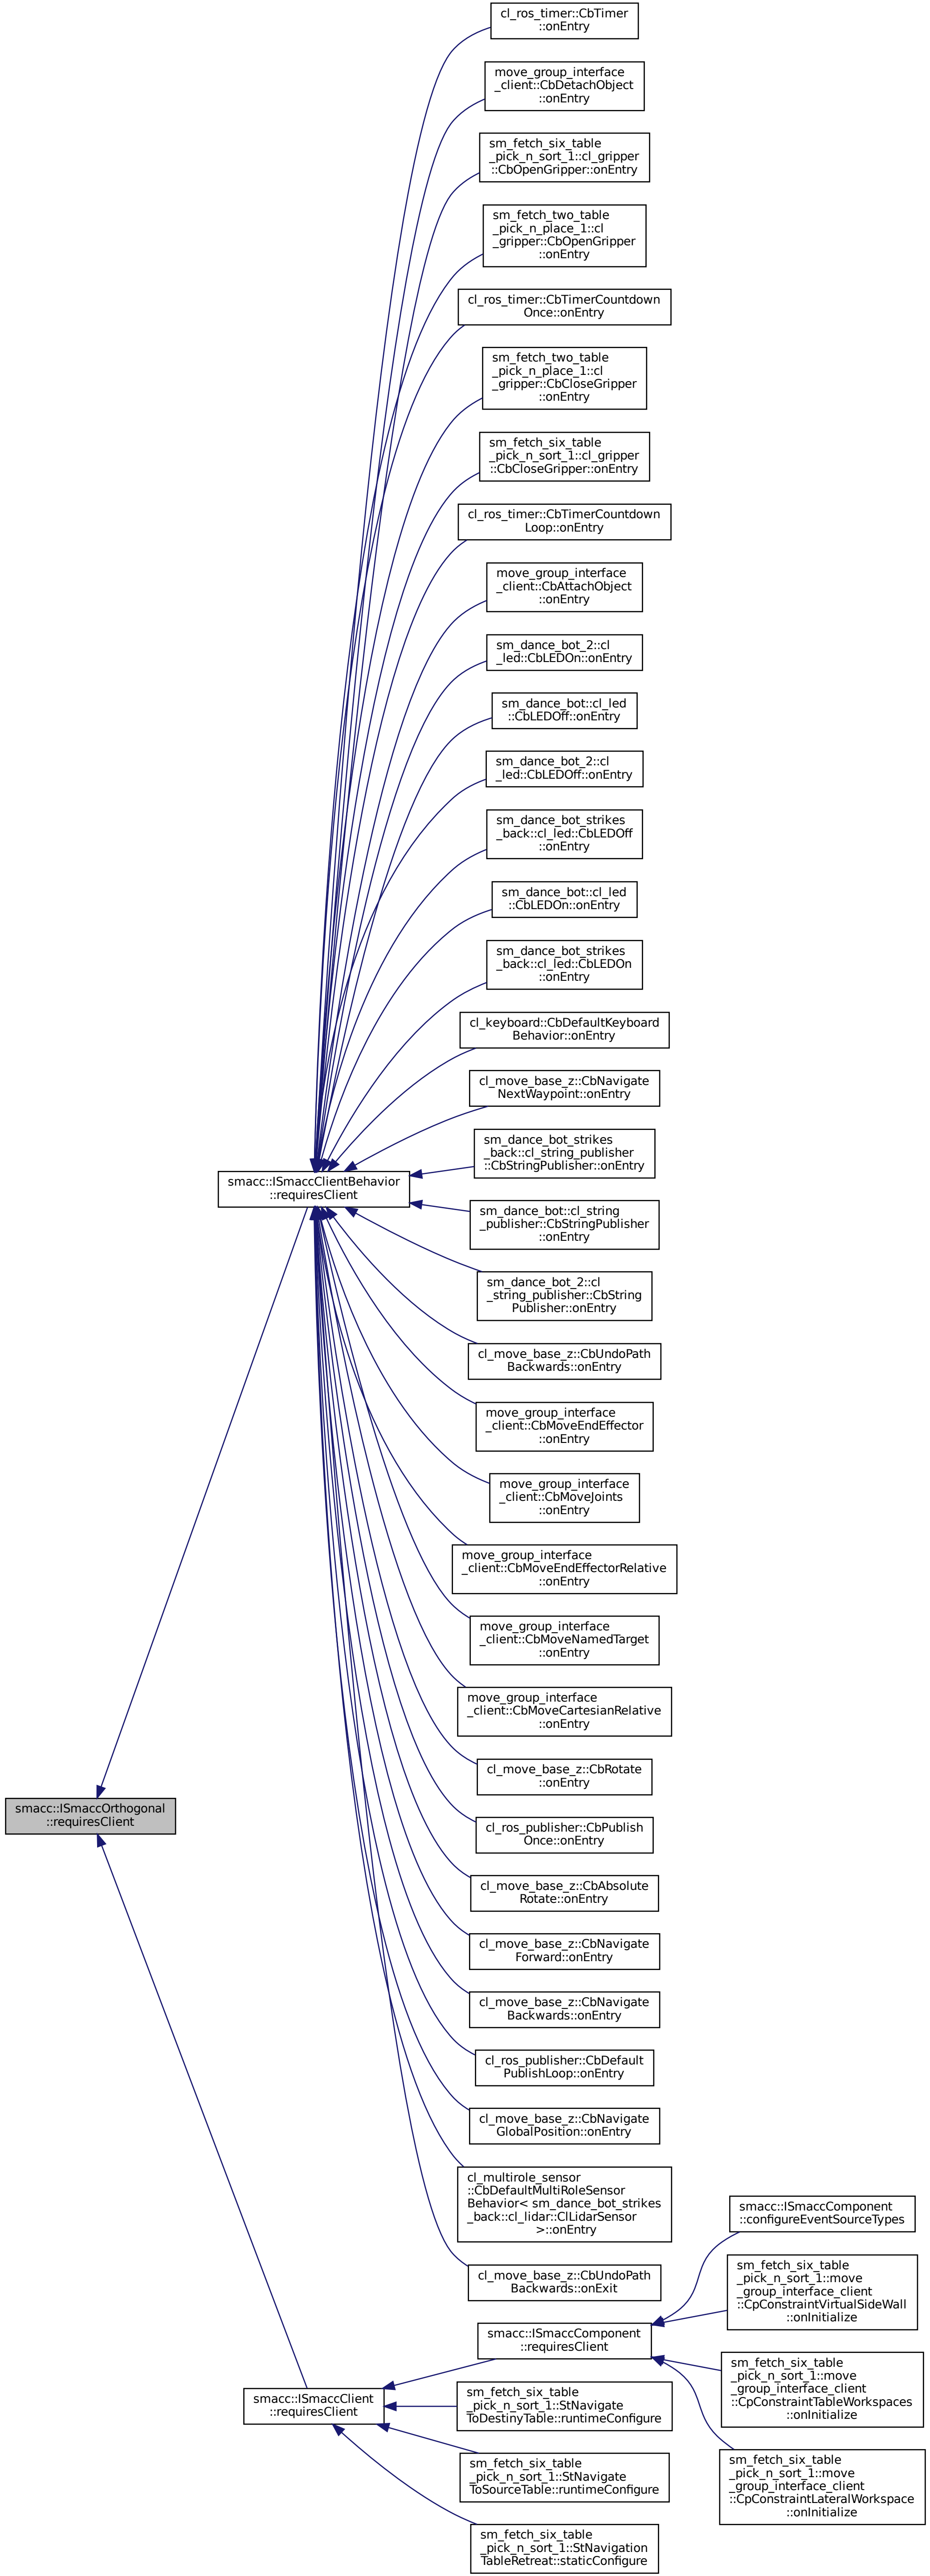 cl_ros_timer::CbTimer
::onEntry
move_group_interface
_client::CbDetachObject
::onEntry
sm_fetch_six_table
_pick_n_sort_1::cl_gripper
::CbOpenGripper::onEntry
sm_fetch_two_table
_pick_n_place_1::cl
_gripper::CbOpenGripper
::onEntry
cl_ros_timer::CbTimerCountdown
Once::onEntry
sm_fetch_two_table
_pick_n_place_1::cl
_gripper::CbCloseGripper
::onEntry
sm_fetch_six_table
_pick_n_sort_1::cl_gripper
::CbCloseGripper::onEntry
cl_ros_timer::CbTimerCountdown
Loop::onEntry
move_group_interface
_client::CbAttachObject
::onEntry
sm_dance_bot_2::cl
_led::CbLEDOn::onEntry
sm_dance_bot::cl_led
::CbLEDOff::onEntry
sm_dance_bot_2::cl
_led::CbLEDOff::onEntry
sm_dance_bot_strikes
_back::cl_led::CbLEDOff
::onEntry
sm_dance_bot::cl_led
::CbLEDOn::onEntry
sm_dance_bot_strikes
_back::cl_led::CbLEDOn
::onEntry
cl_keyboard::CbDefaultKeyboard
Behavior::onEntry
cl_move_base_z::CbNavigate
NextWaypoint::onEntry
sm_dance_bot_strikes
_back::cl_string_publisher
::CbStringPublisher::onEntry
smacc::ISmaccClientBehavior
::requiresClient
sm_dance_bot::cl_string
_publisher::CbStringPublisher
::onEntry
sm_dance_bot_2::cl
_string_publisher::CbString
Publisher::onEntry
cl_move_base_z::CbUndoPath
Backwards::onEntry
move_group_interface
_client::CbMoveEndEffector
::onEntry
move_group_interface
_client::CbMoveJoints
::onEntry
move_group_interface
_client::CbMoveEndEffectorRelative
::onEntry
move_group_interface
_client::CbMoveNamedTarget
::onEntry
move_group_interface
_client::CbMoveCartesianRelative
::onEntry
cl_move_base_z::CbRotate
::onEntry
smacc::ISmaccOrthogonal
::requiresClient
cl_ros_publisher::CbPublish
Once::onEntry
cl_move_base_z::CbAbsolute
Rotate::onEntry
cl_move_base_z::CbNavigate
Forward::onEntry
cl_move_base_z::CbNavigate
Backwards::onEntry
cl_ros_publisher::CbDefault
PublishLoop::onEntry
cl_move_base_z::CbNavigate
GlobalPosition::onEntry
cl_multirole_sensor
::CbDefaultMultiRoleSensor
Behavior< sm_dance_bot_strikes
_back::cl_lidar::ClLidarSensor
>::onEntry
cl_move_base_z::CbUndoPath
Backwards::onExit
smacc::ISmaccComponent
::configureEventSourceTypes
sm_fetch_six_table
_pick_n_sort_1::move
_group_interface_client
::CpConstraintVirtualSideWall
::onInitialize
smacc::ISmaccComponent
::requiresClient
sm_fetch_six_table
_pick_n_sort_1::move
_group_interface_client
::CpConstraintTableWorkspaces
::onInitialize
smacc::ISmaccClient
::requiresClient
sm_fetch_six_table
_pick_n_sort_1::StNavigate
ToDestinyTable::runtimeConfigure
sm_fetch_six_table
_pick_n_sort_1::move
_group_interface_client
::CpConstraintLateralWorkspace
::onInitialize
sm_fetch_six_table
_pick_n_sort_1::StNavigate
ToSourceTable::runtimeConfigure
sm_fetch_six_table
_pick_n_sort_1::StNavigation
TableRetreat::staticConfigure